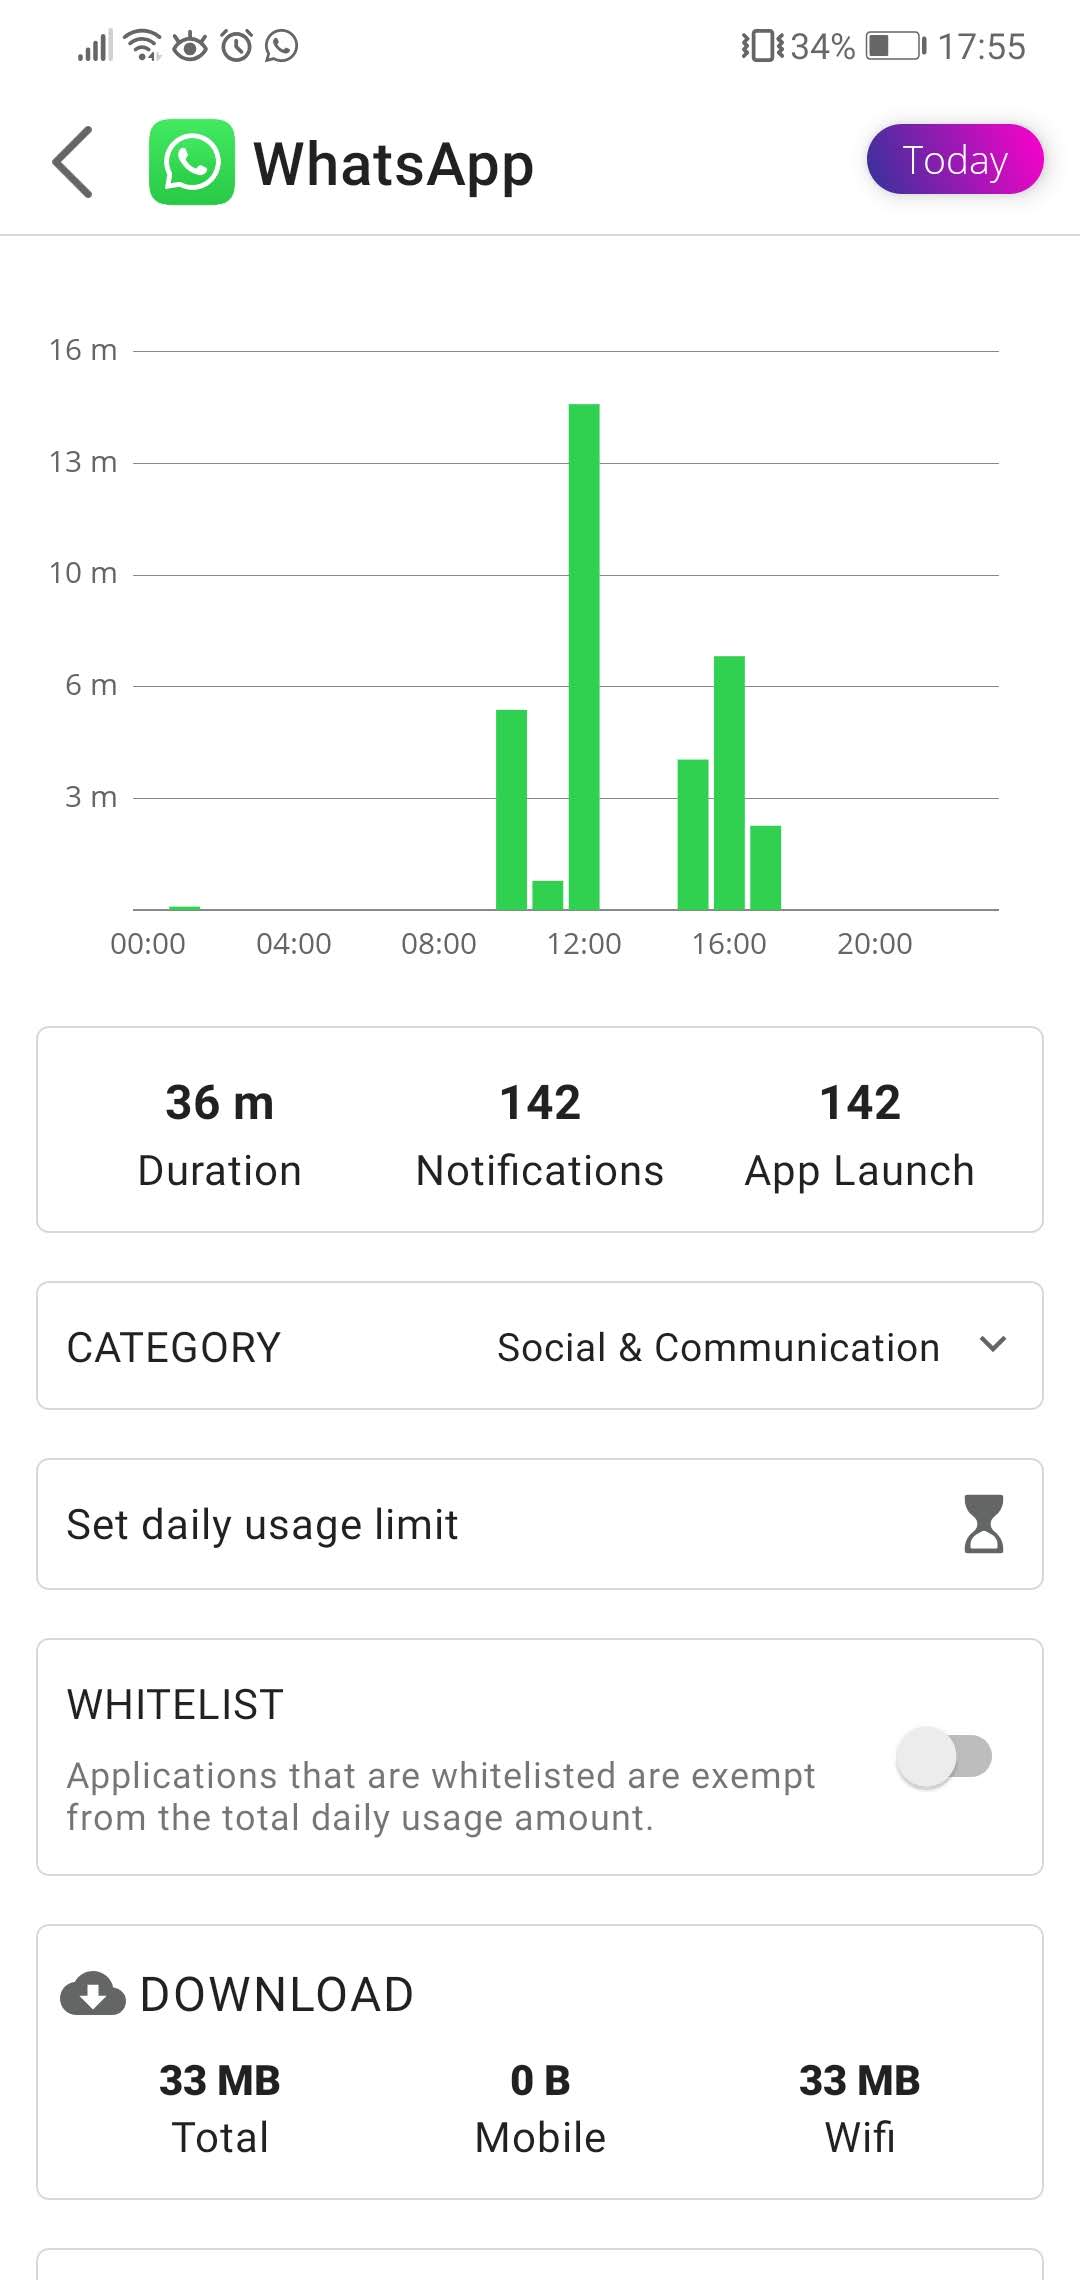 34% 17:55
WhatsApp Today
16 m
13 m
10 m
6 m
3 m
00:00 04:00 08:00 12:00 16:00 20:00
36 m 142 142
Duration Notifications App Launch
CATEGORY Social & Communication
Set daily usage limit
WHITELIST
Applications that are whitelisted are exempt
from the total daily usage amount.
DOWNLOAD
33 MB 0 B 33 MB
Total Mobile Wifi